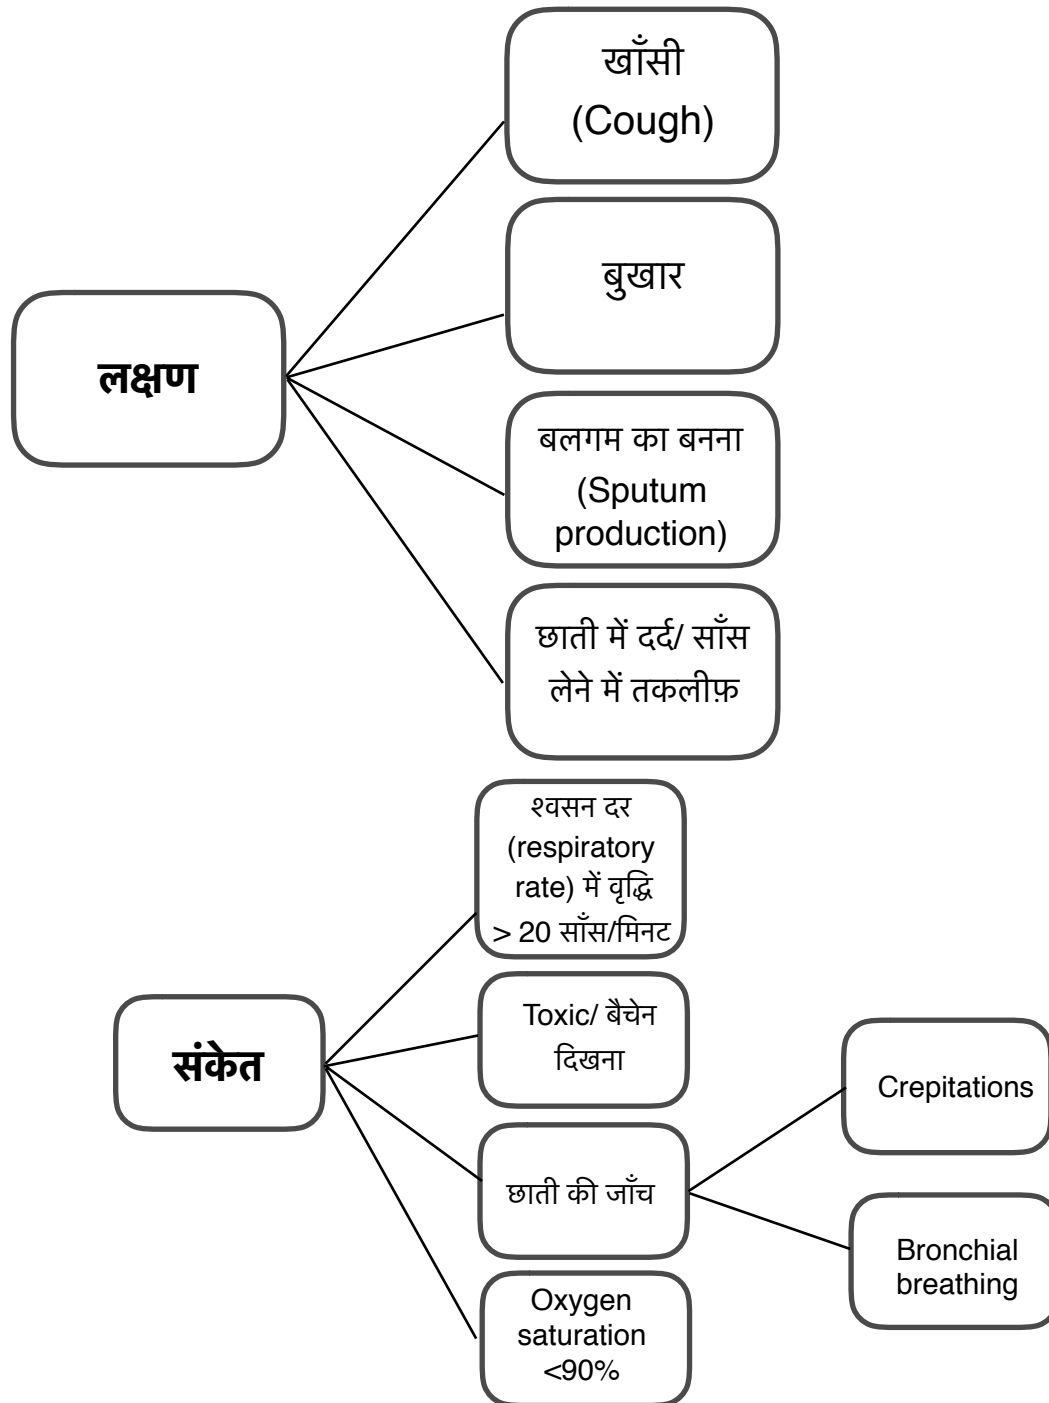 खाँसी
(Cough)
बुखार
लक्षण
बलगम का बनना
(Sputum
production)
छाती में दर्द/ साँस
लेने में तकलीफ़
श्वसन दर
(respiratory
rate) में वृद्धि
> 20 साँस/मिनट
संकेत
Toxic/ बैचेन
दिखना
छाती की जाँच
Crepitations
Bronchial
breathing
Oxygen
saturation
<90%